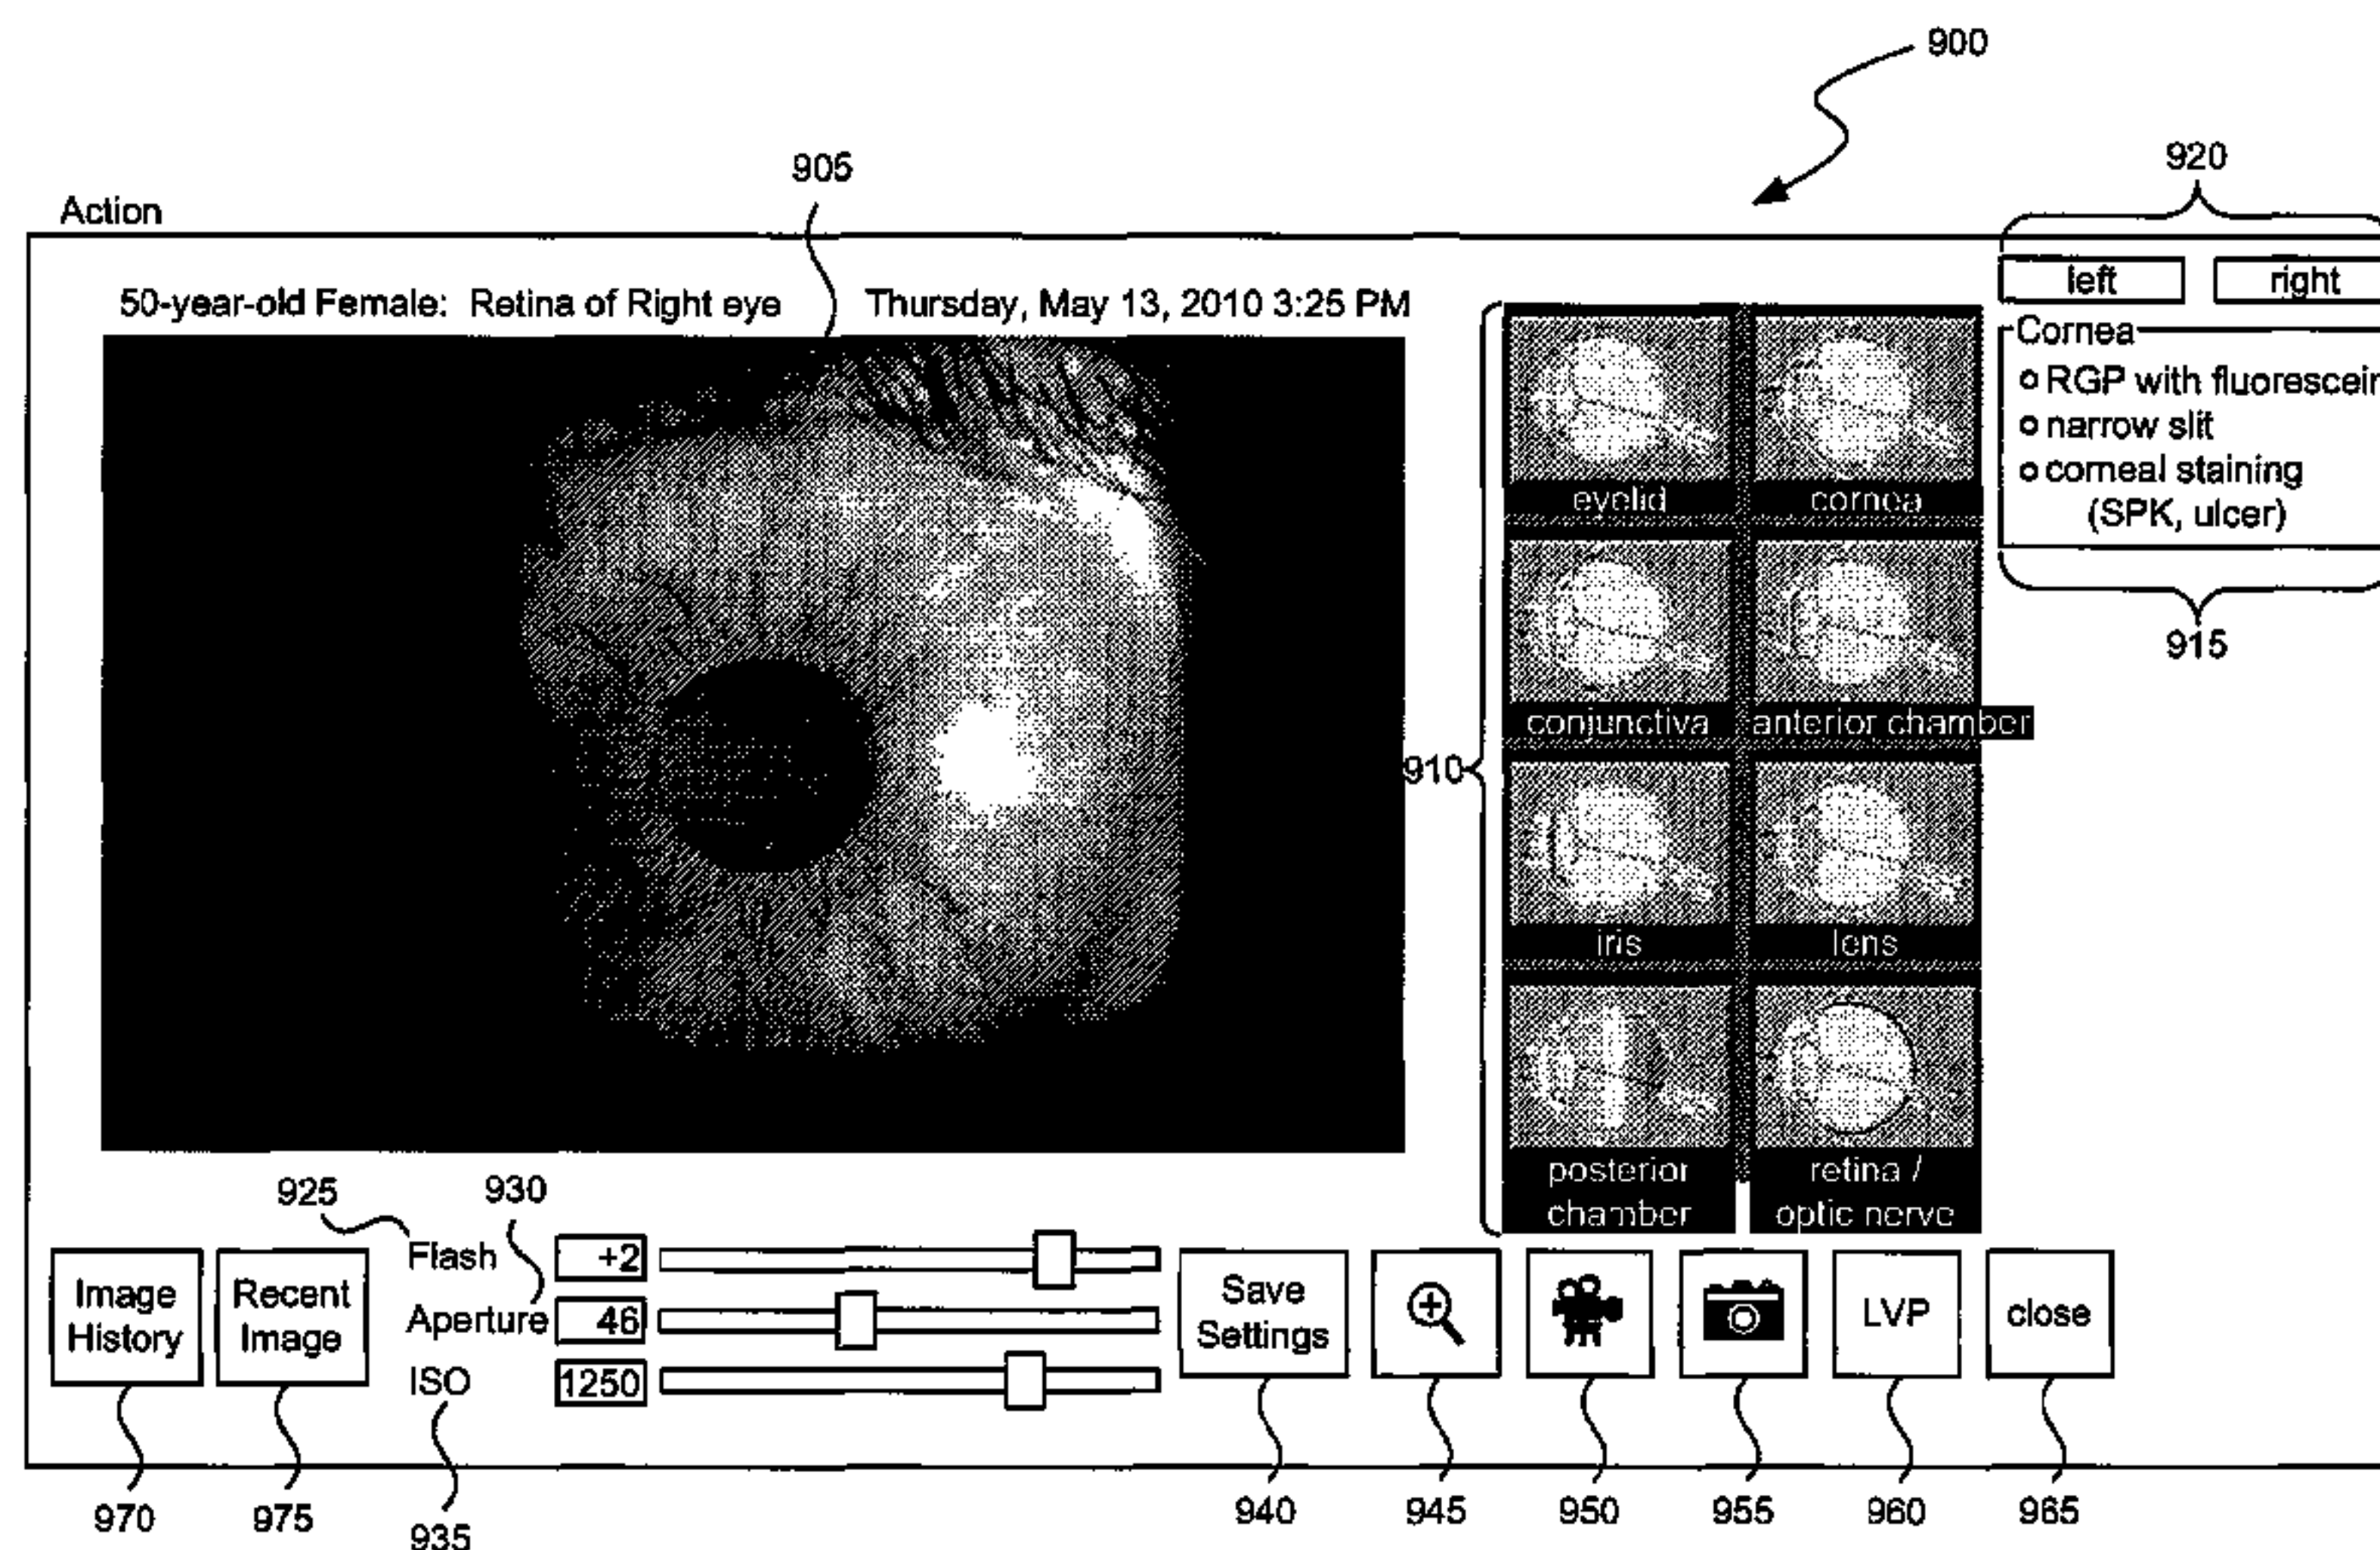 900
920
905
Action
left
right
50-year-old Female: Retina of Right eye
Thursday, May 13, 2010 3:25 PM
Cornea
RGP with fluorescein
narrow slit
corneal staining
(SPK, ulcer)
915
eyelid
cornea
conjunctiva
anterior chamber
910
iris
lens
posterior
chamber
retina /
optic nerve
925
930
Flash
+2
Aperture
46
ISO
1250
Image
History
Recent
Image
Save
Settings
LVP
close
970
975
935
940
945
950
955
960
965